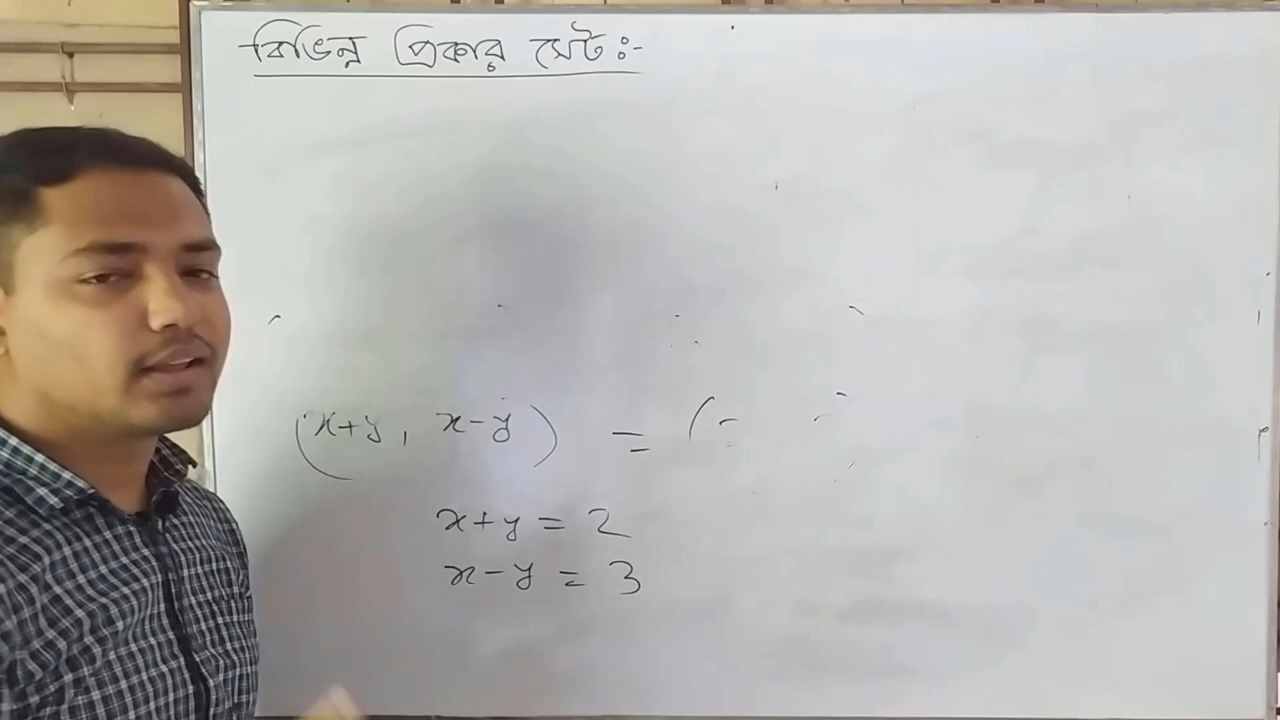 বিভিন্ন প্রকার সেট :-
(x+y, x-y) = (
x+y = 2
x-y = 3